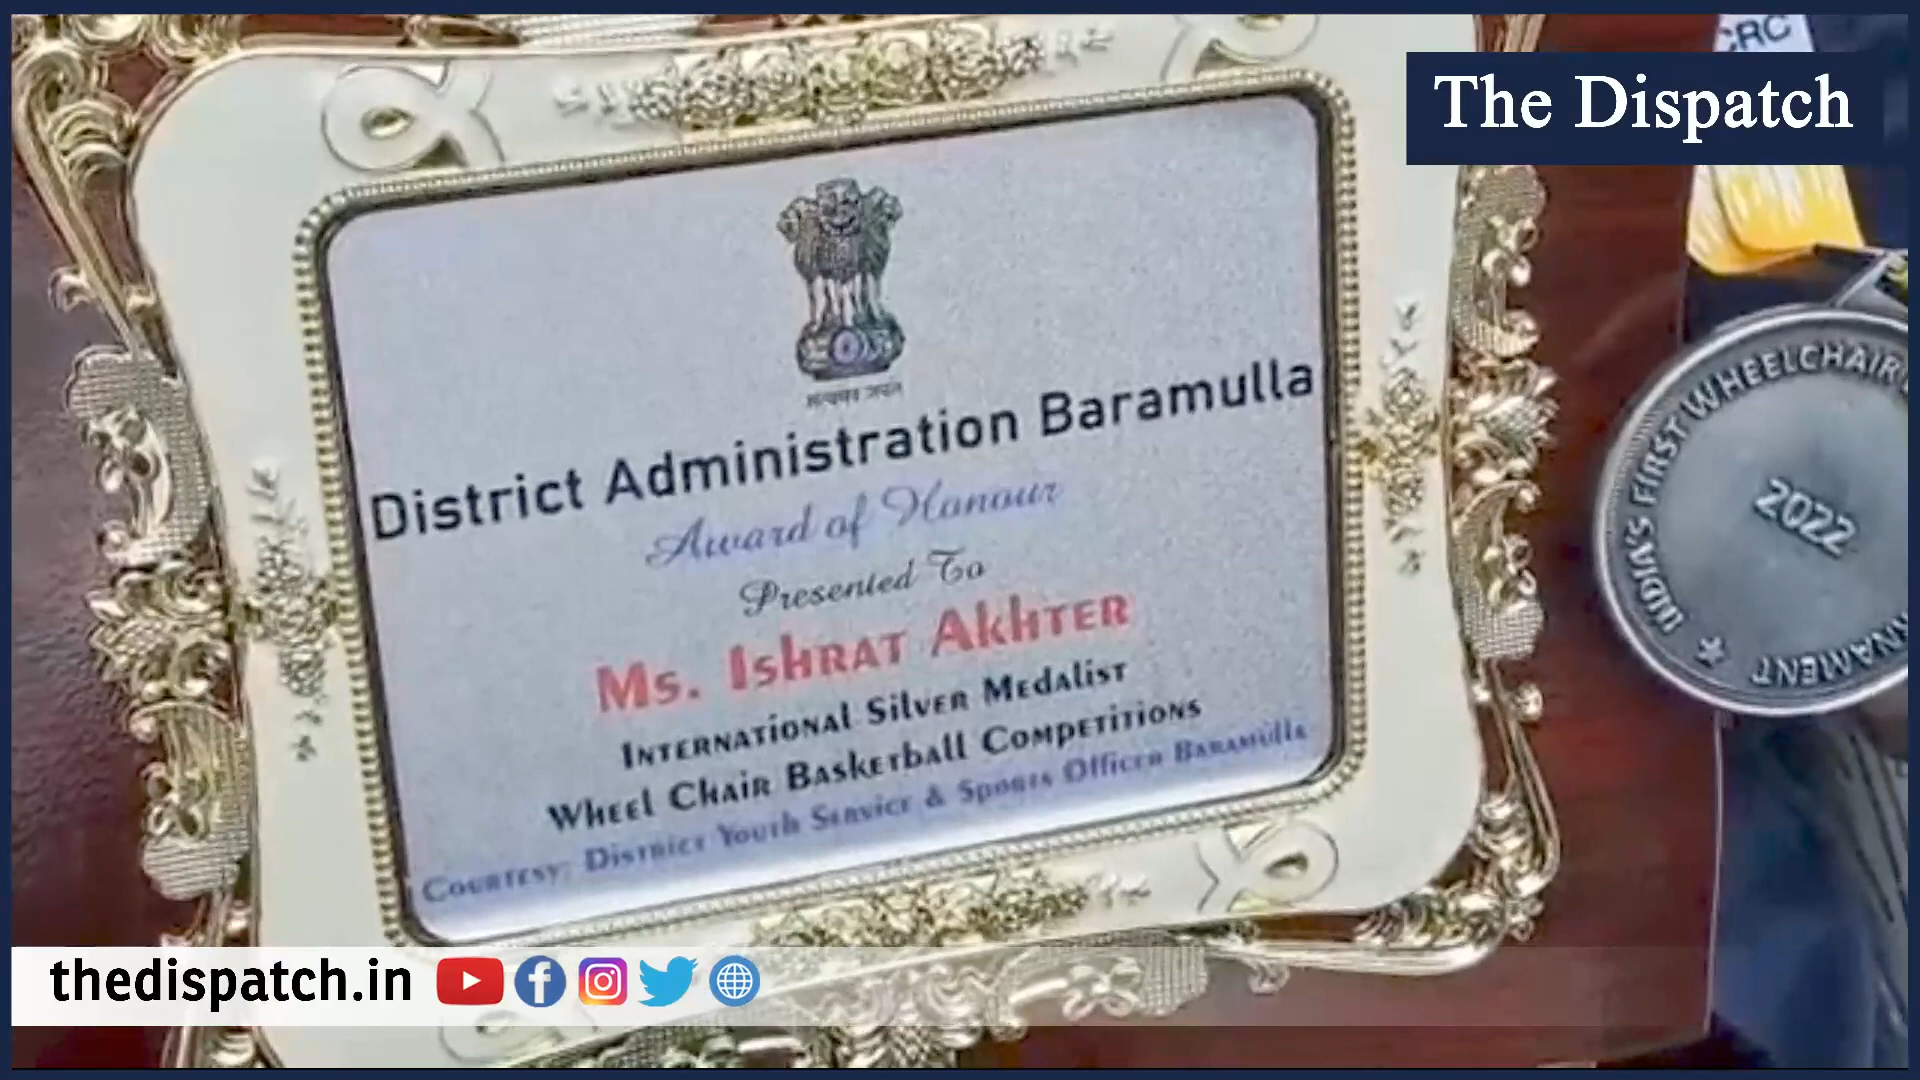 CRC
The Dispatch
सत्यमेव जयते
District Administration Baramulla
Award of Honour
Presented To
Ms. Ishrat Akhter
International Silver Medalist
Wheel Chair Basketball Competitions
Courtesy: District Youth Service & Sports Officer Baramulla
INDIA'S FIRST WHEELCHAIR
2022
thedispatch.in